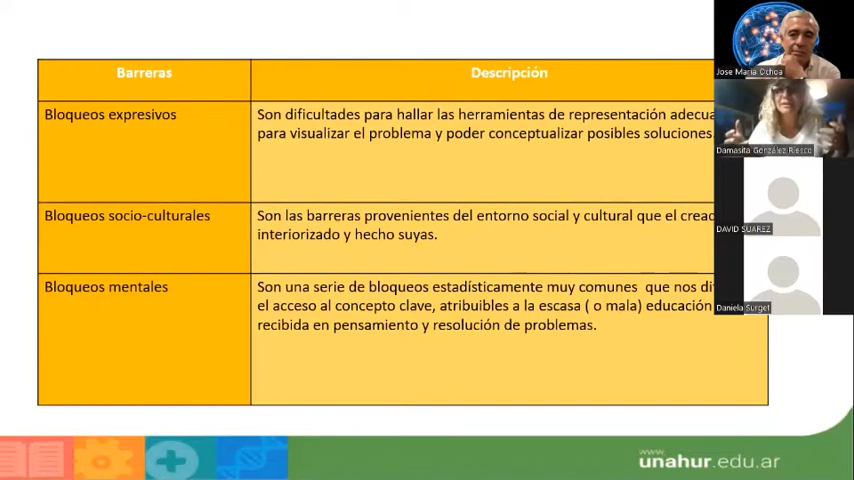 Barreras
Descripción
Bloqueos expresivos
Son dificultades para hallar las herramientas de representación
para visualizar el problema y poder conceptualizar posibles soluciones
Bloqueos socio-culturales
Son las barreras provenientes del entorno social y cultural que el
interiorizado y hecho suyas.
Bloqueos mentales
Son una serie de bloqueos estadísticamente muy comunes que nos
el acceso al concepto clave, atribuibles a la escasa ( o mala) educación
recibida en pensamiento y resolución de problemas.
Jose Maria Ochoa
Damasita González Riesco
DAVID SUAREZ
Daniela Surget
www
unahur.edu.ar